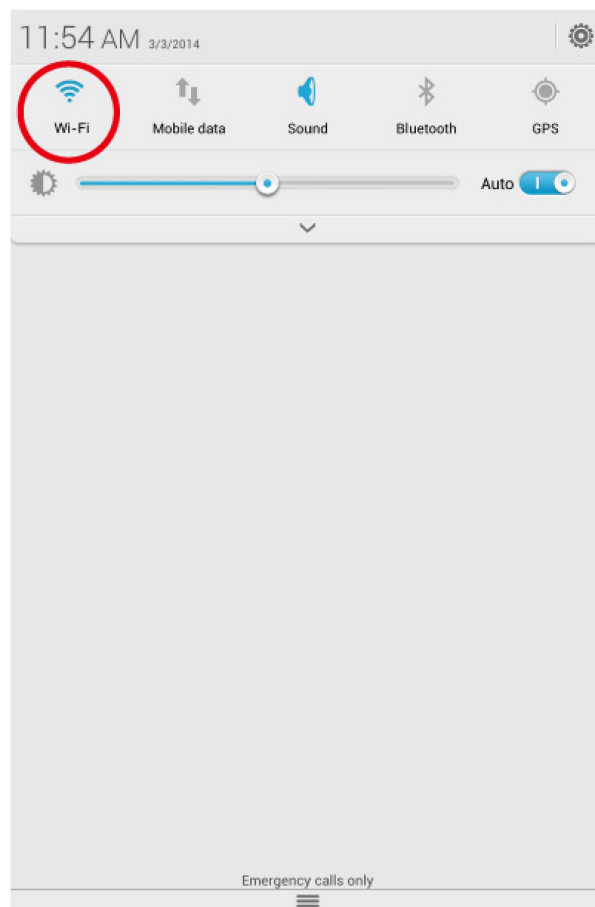 11:54 AM 3/3/2014
Wi-Fi Mobile data Sound Bluetooth GPS
Auto
Emergency calls only